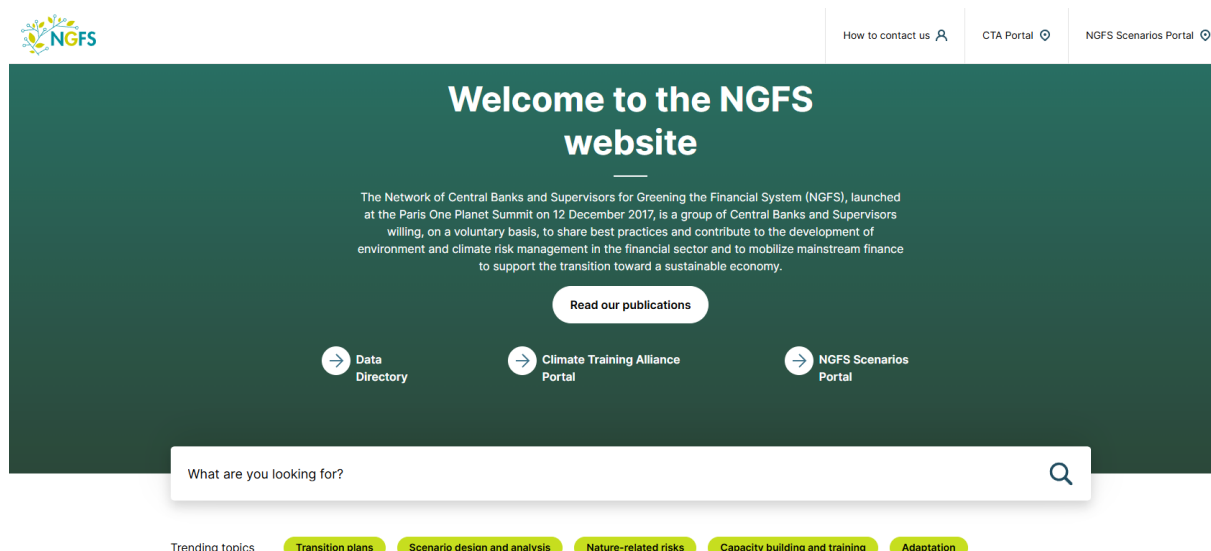 NGFS
How to contact us
CTA Portal
NGFS Scenarios Portal
Welcome to the NGFS
website
The Network of Central Banks and Supervisors for Greening the Financial System (NGFS), launched
at the Paris One Planet Summit on 12 December 2017, is a group of Central Banks and Supervisors
willing, on a voluntary basis, to share best practices and contribute to the development of
environment and climate risk management in the financial sector and to mobilize mainstream finance
to support the transition toward a sustainable economy.
Read our publications
Data
Directory
Climate Training Alliance
Portal
NGFS Scenarios
Portal
What are you looking for?
Trending topics
Transition plans
Scenario design and analysis
Nature-related risks
Capacity building and training
Adaptation